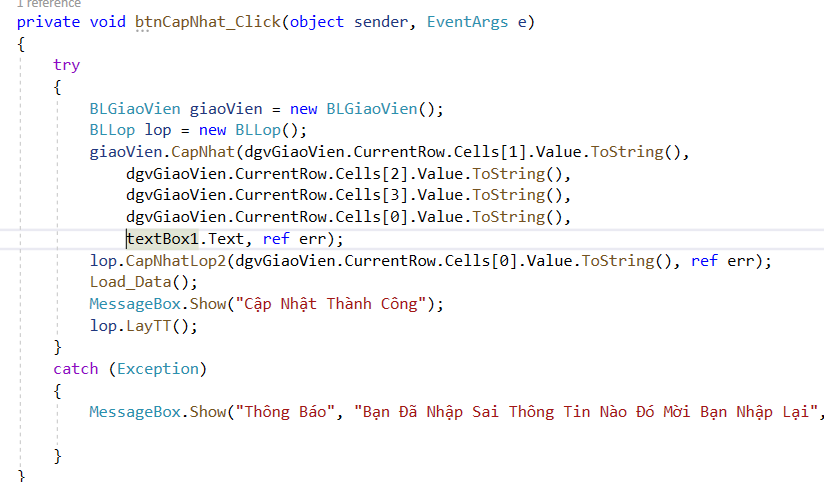 1 reference
private void btnCapNhat_Click(object sender, EventArgs e)
{
try
{
BLGiaoVien giaoVien = new BLGiaoVien();
BLLop lop = new BLLop();
giaoVien.CapNhat(dgvGiaoVien.CurrentRow.Cells[1].Value.ToString(),
dgvGiaoVien.CurrentRow.Cells[2].Value.ToString(),
dgvGiaoVien.CurrentRow.Cells[3].Value.ToString(),
dgvGiaoVien.CurrentRow.Cells[0].Value.ToString(),
textBox1.Text, ref err);
lop.CapNhatLop2(dgvGiaoVien.CurrentRow.Cells[0].Value.ToString(), ref err);
Load_Data();
MessageBox.Show("Cập Nhật Thành Công");
lop.LayTT();
}
catch (Exception)
{
MessageBox.Show("Thông Báo", "Bạn Đã Nhập Sai Thông Tin Nào Đó Mời Bạn Nhập Lại",
}
}